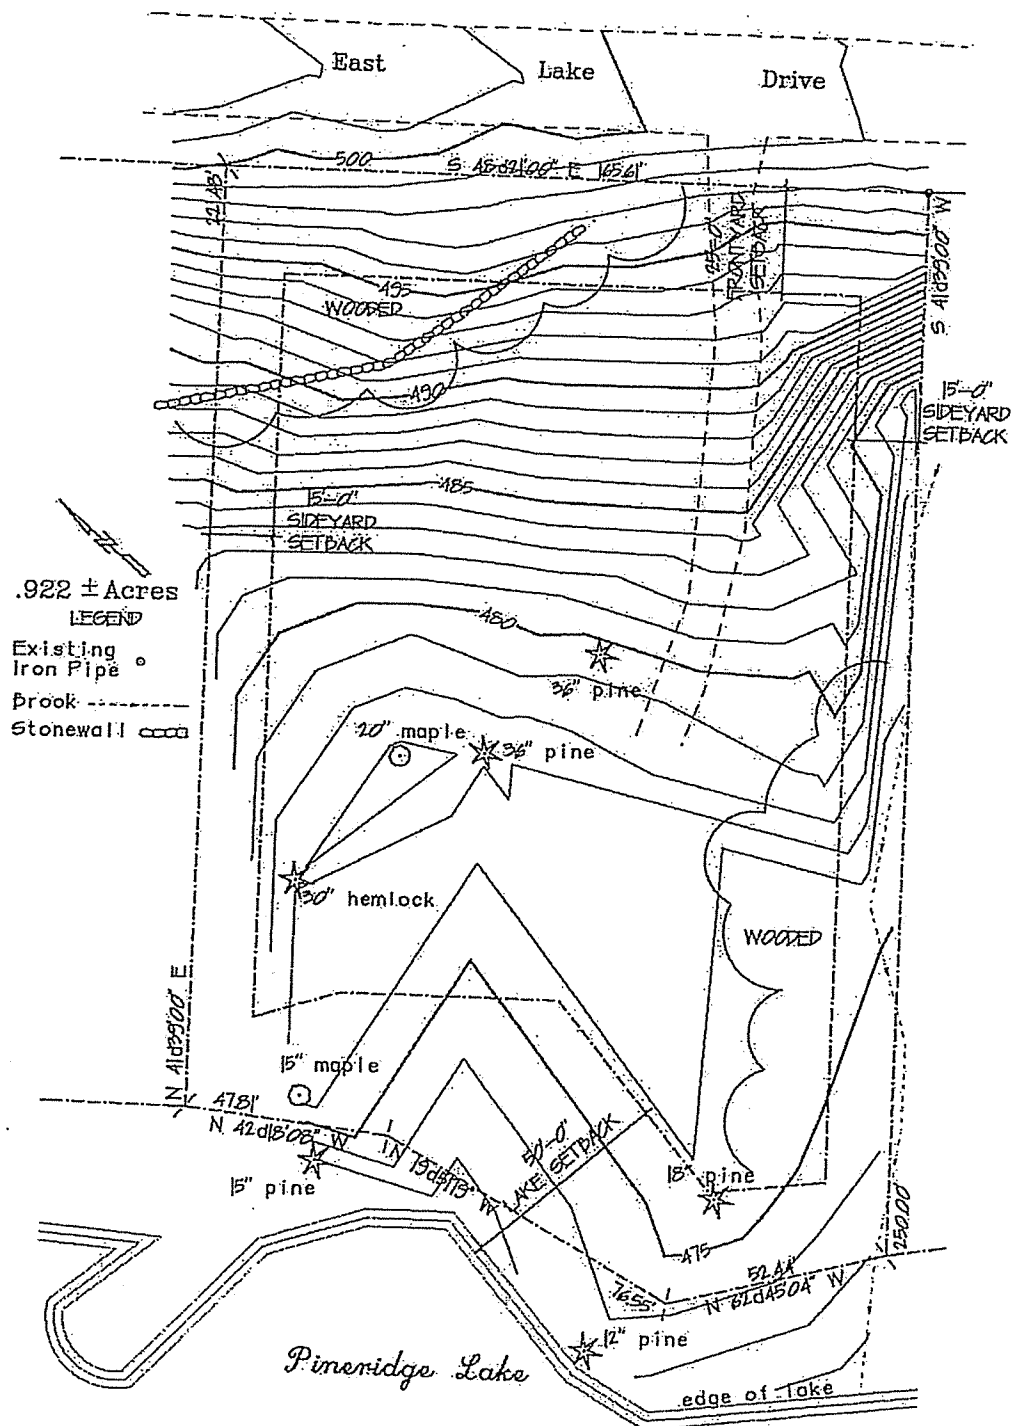 East Lake Drive
500
S 48d21'00" E 165.61'
25'-0"
FRONTYARD
SETBACK
S 41d39'00" W
495
WOODED
490
15'-0"
SIDEYARD
SETBACK
485
15'-0"
SIDEYARD
SETBACK
N
.922 ± Acres
LEGEND
Existing
Iron Pipe
Brook
Stonewall
480
36" pine
20" maple
36" pine
30" hemlock
WOODED
N 41d39'00" E
15" maple
47.81'
N 42d18'08" W
50'-0"
LAKE SETBACK
15" pine
18" pine
250.00'
475
52.44'
76.55'
N 62d45'04" W
12" pine
Pineridge Lake
edge of lake